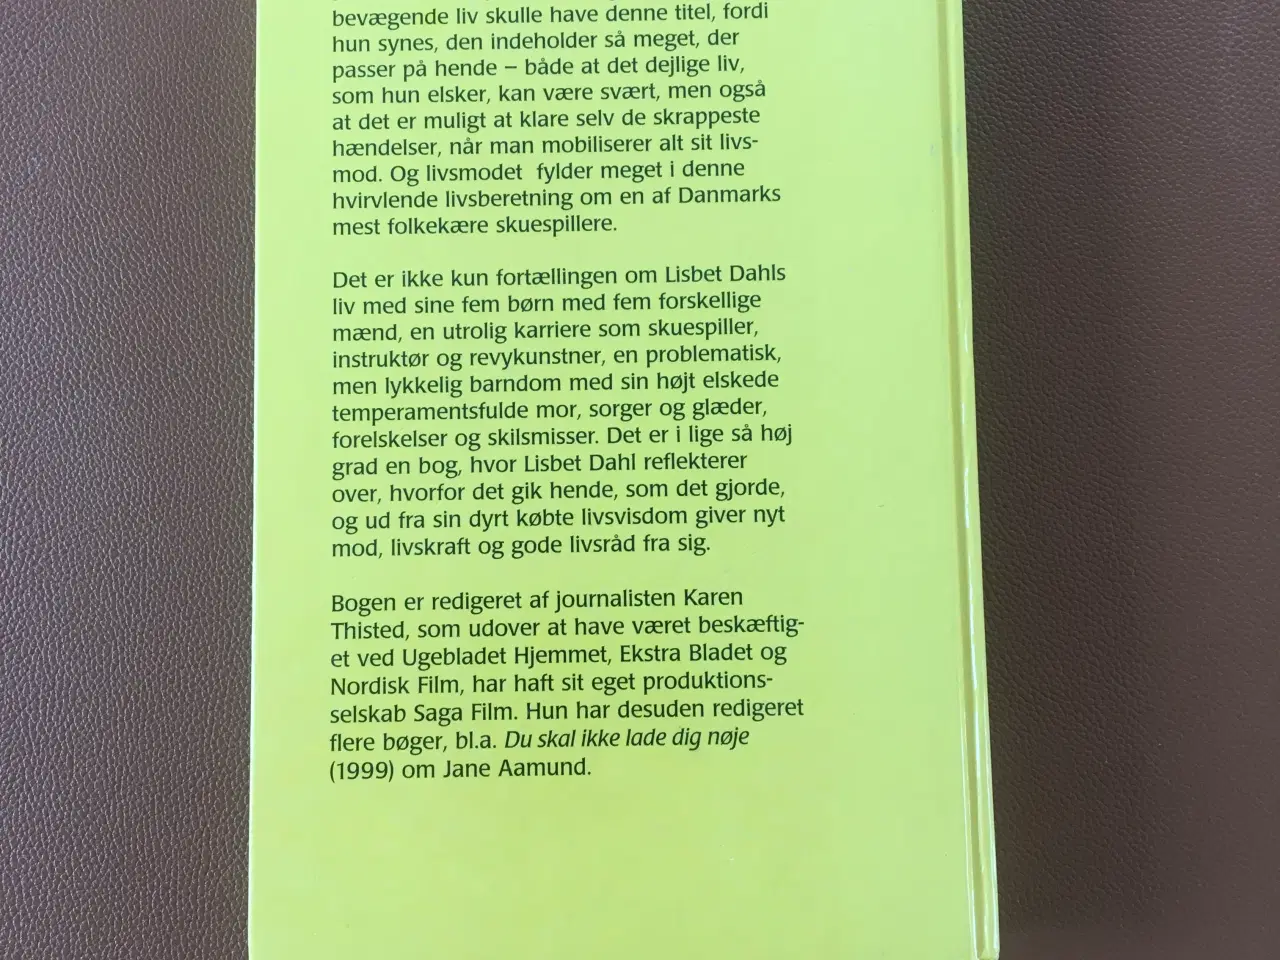 bevægende liv skulle have denne titel, fordi
hun synes, den indeholder så meget, der
passer på hende – både at det dejlige liv,
som hun elsker, kan være svært, men også
at det er muligt at klare selv de skrappeste
hændelser, når man mobiliserer alt sit livs-
mod. Og livsmodet fylder meget i denne
hvirvlende livsberetning om en af Danmarks
mest folkekære skuespillere.
Det er ikke kun fortællingen om Lisbet Dahls
liv med sine fem børn med fem forskellige
mænd, en utrolig karriere som skuespiller,
instruktør og revykunstner, en problematisk,
men lykkelig barndom med sin højt elskede
temperamentsfulde mor, sorger og glæder,
forelskelser og skilsmisser. Det er i lige så høj
grad en bog, hvor Lisbet Dahl reflekterer
over, hvorfor det gik hende, som det gjorde,
og ud fra sin dyrt købte livsvisdom giver nyt
mod, livskraft og gode livsråd fra sig.
Bogen er redigeret af journalisten Karen
Thisted, som udover at have været beskæftig-
et ved Ugebladet Hjemmet, Ekstra Bladet og
Nordisk Film, har haft sit eget produktions-
selskab Saga Film. Hun har desuden redigeret
flere bøger, bl.a. Du skal ikke lade dig nøje
(1999) om Jane Aamund.